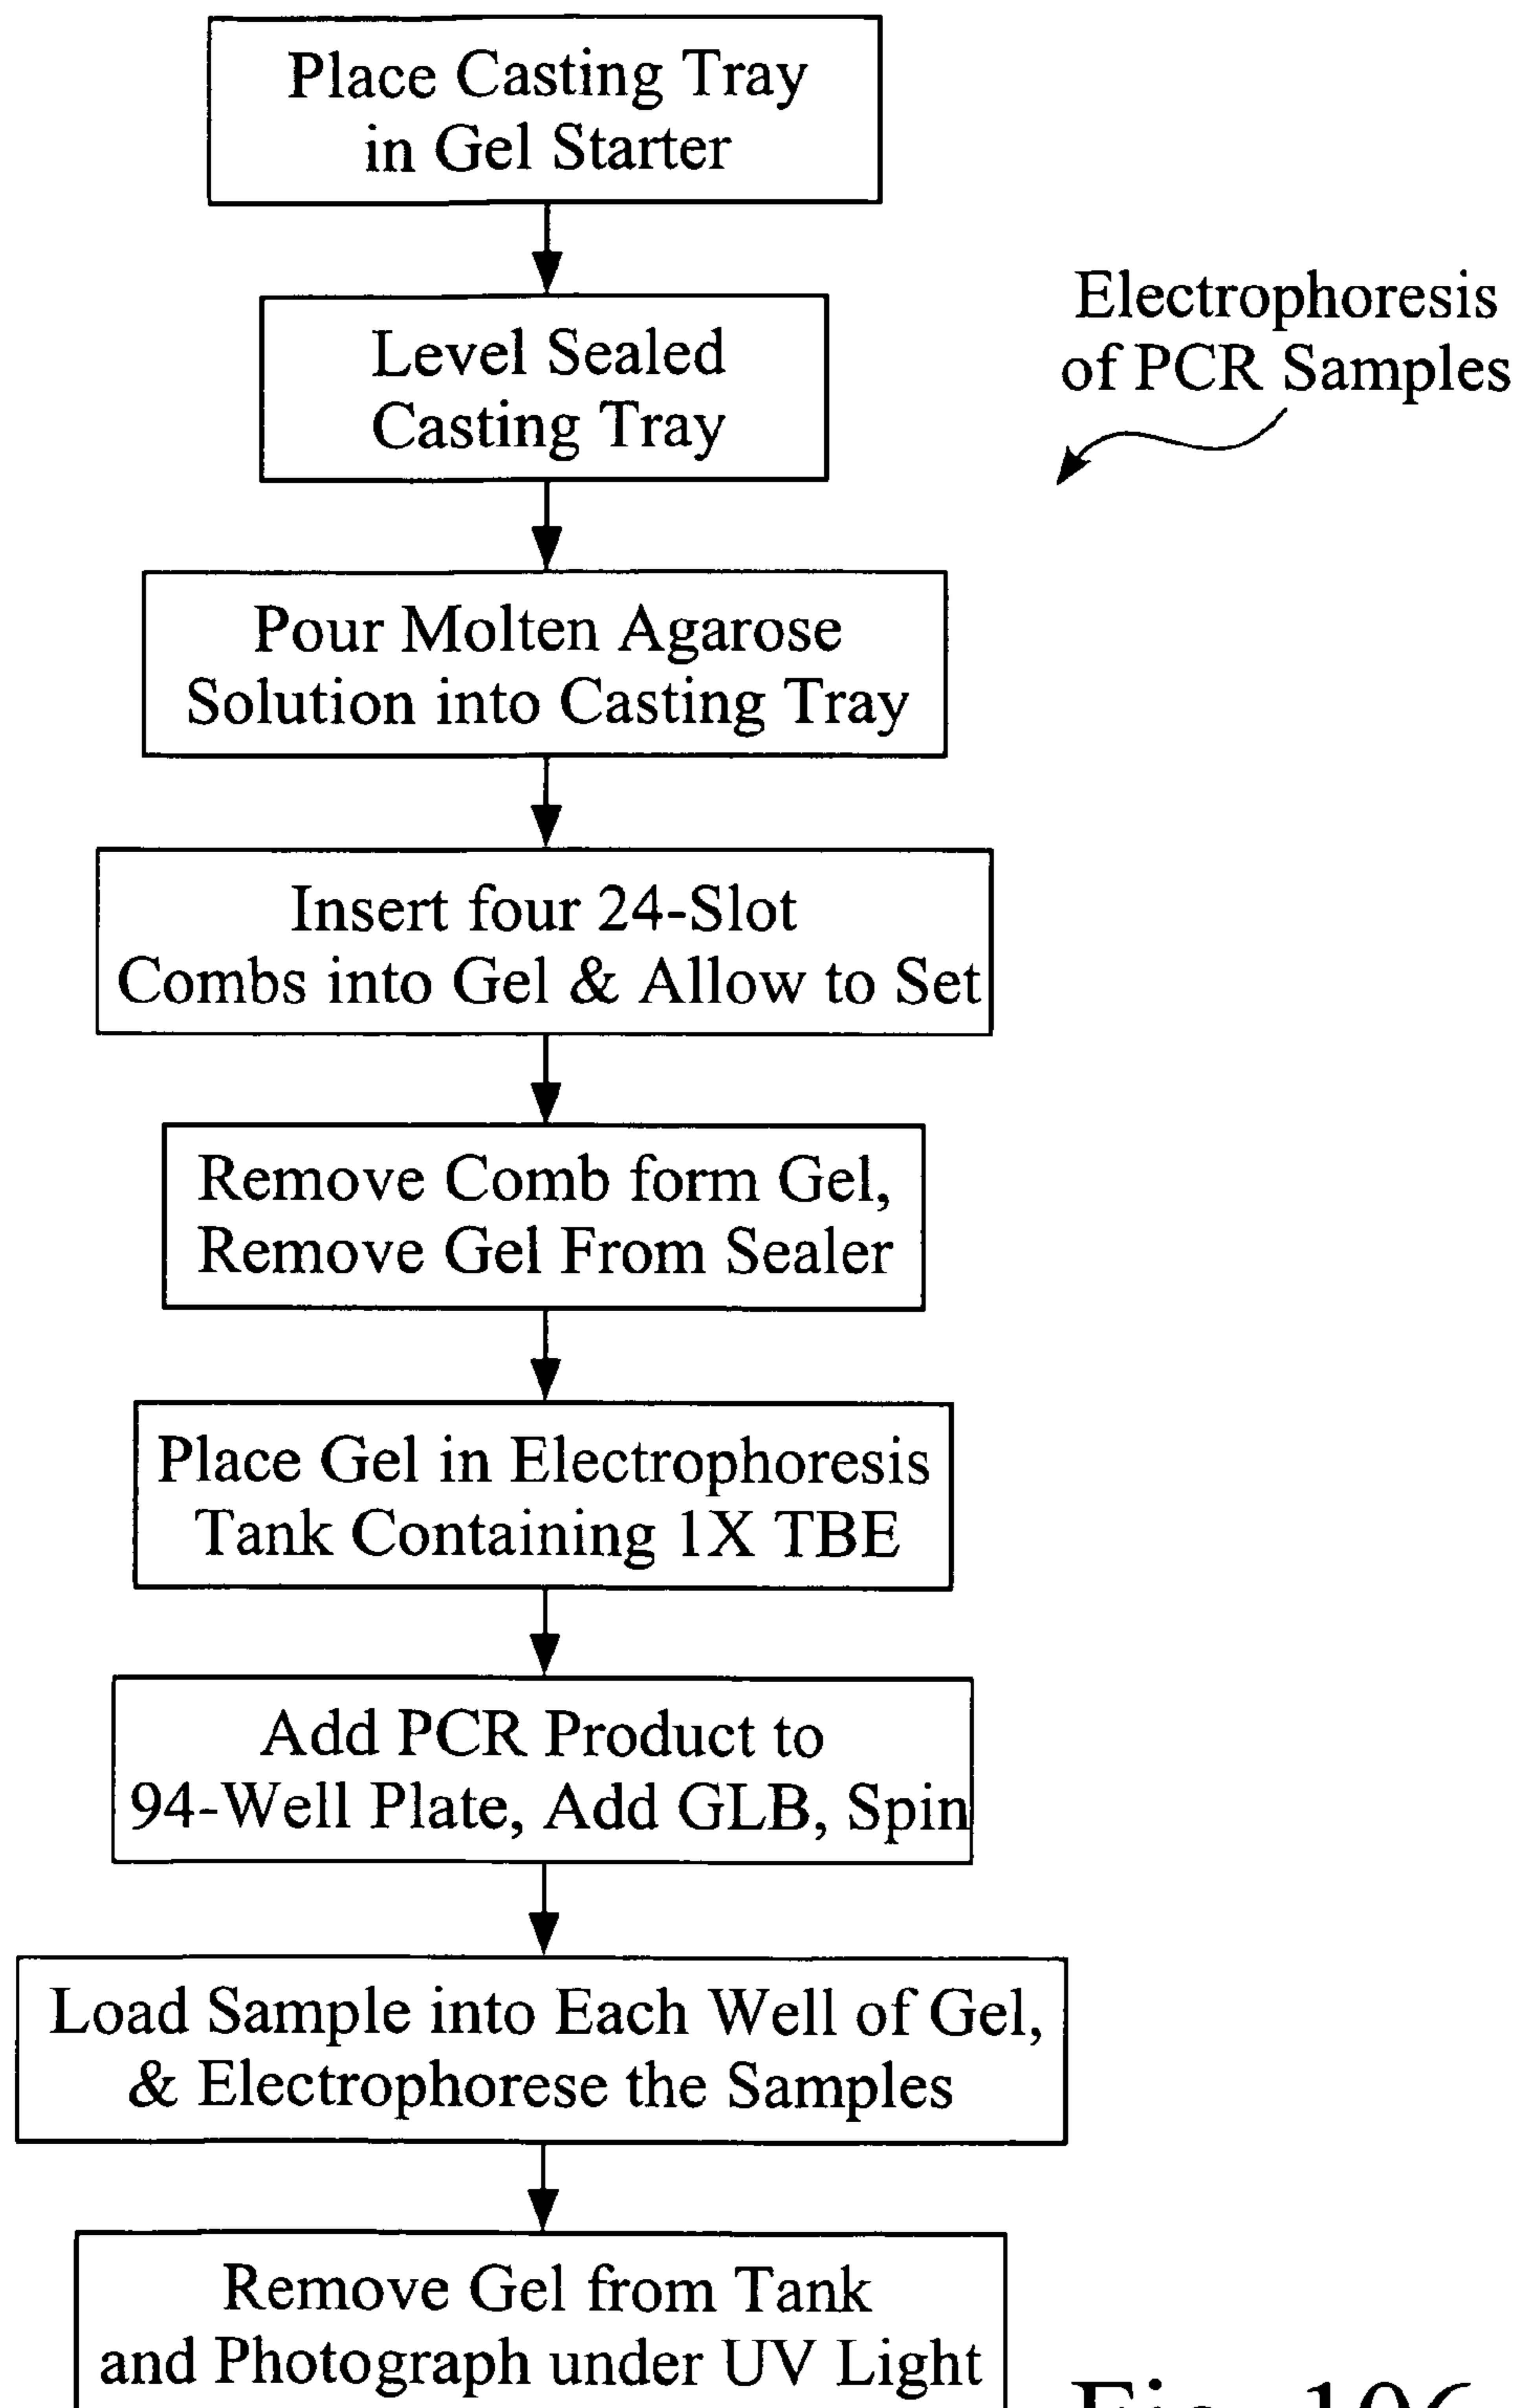 Place Casting Tray
in Gel Starter
Level Sealed
Casting Tray
Electrophoresis
of PCR Samples
Pour Molten Agarose
Solution into Casting Tray
Insert four 24-Slot
Combs into Gel & Allow to Set
Remove Comb form Gel,
Remove Gel From Sealer
Place Gel in Electrophoresis
Tank Containing 1X TBE
Add PCR Product to
94-Well Plate, Add GLB, Spin
Load Sample into Each Well of Gel,
& Electrophorese the Samples
Remove Gel from Tank
and Photograph under UV Light
Fig.